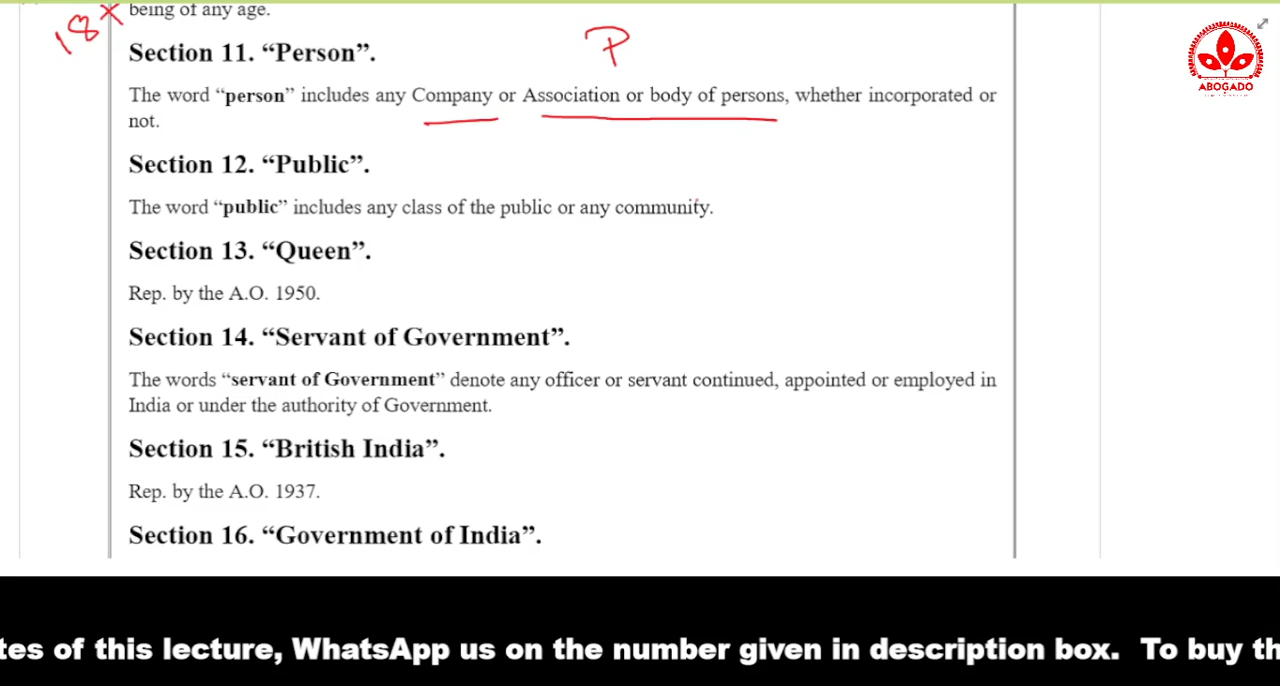 being of any age.
18 ×
Section 11. “Person”.
P
ABOGADO
The word “person” includes any Company or Association or body of persons, whether incorporated or
not.
Section 12. “Public”.
The word “public” includes any class of the public or any community.
Section 13. “Queen”.
Rep. by the A.O. 1950.
Section 14. “Servant of Government”.
The words “servant of Government” denote any officer or servant continued, appointed or employed in
India or under the authority of Government.
Section 15. “British India”.
Rep. by the A.O. 1937.
Section 16. “Government of India”.
tes of this lecture, WhatsApp us on the number given in description box. To buy th